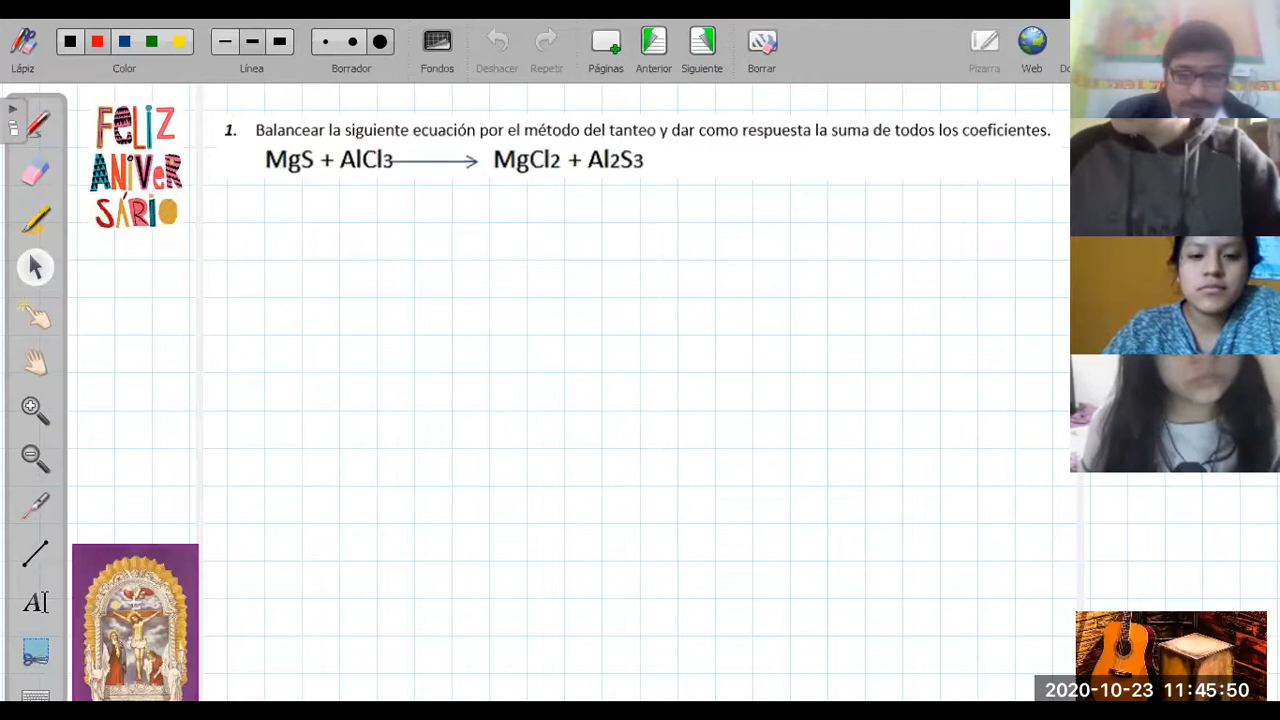 Lápiz
Color
Línea
Borrador
Fondos
Deshacer
Repetir
Páginas
Anterior
Siguiente
Borrar
Pizarra
Web
FELIZ
ANIVER
SÁRIO
1. Balancear la siguiente ecuación por el método del tanteo y dar como respuesta la suma de todos los coeficientes.
MgS + AlCl3 → MgCl2 + Al2S3
A
2020-10-23 11:45:50